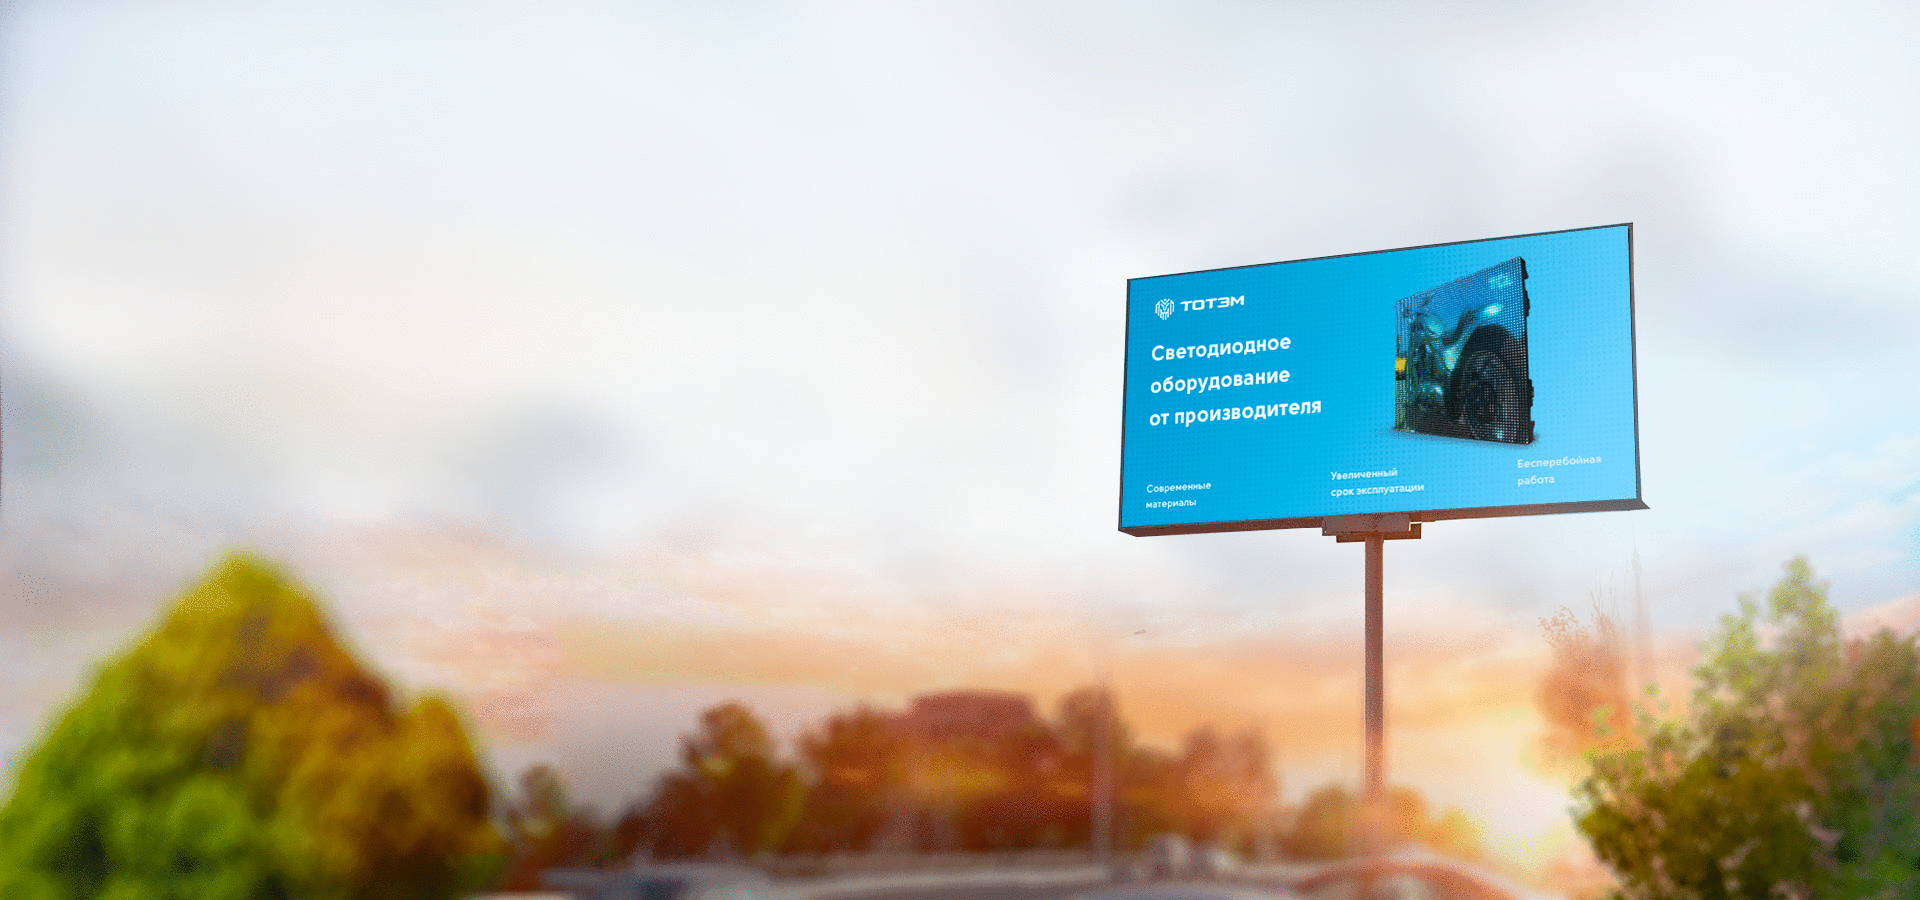 ТОТЭМ
Светодиодное
оборудование
от производителя
Современные
материалы
Увеличенный
срок эксплуатации
Бесперебойная
работа